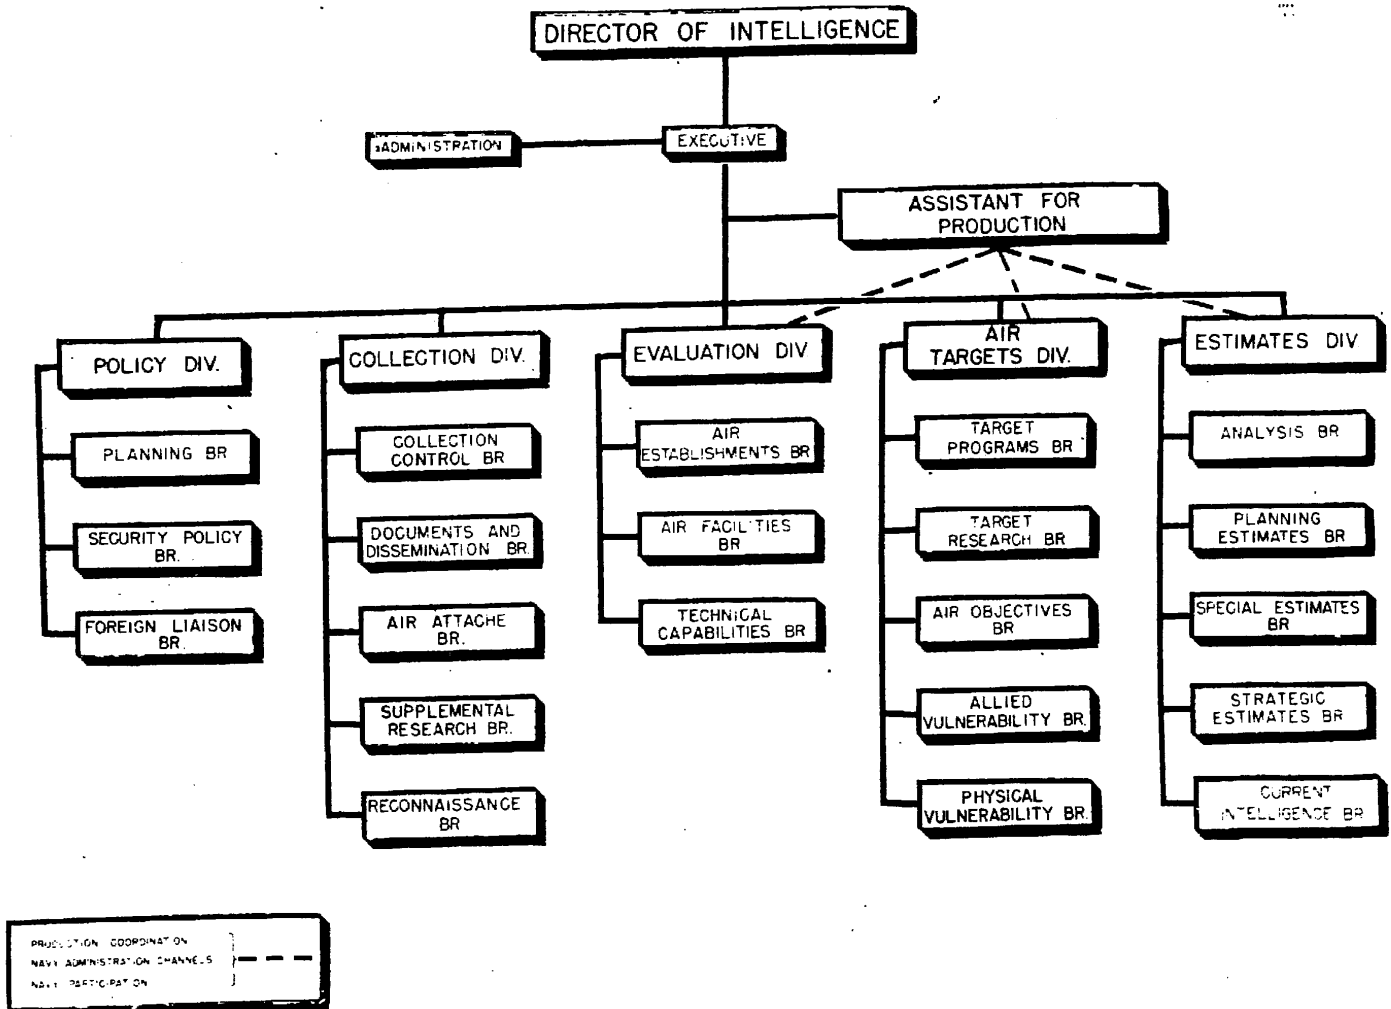 DIRECTOR OF INTELLIGENCE
ADMINISTRATION
EXECUTIVE
ASSISTANT FOR
PRODUCTION
POLICY DIV.
PLANNING BR
SECURITY POLICY
BR.
FOREIGN LIAISON
BR.
COLLECTION DIV.
COLLECTION
CONTROL BR
DOCUMENTS AND
DISSEMINATION BR.
AIR ATTACHE
BR.
SUPPLEMENTAL
RESEARCH BR.
RECONNAISSANCE
BR
EVALUATION DIV
AIR
ESTABLISHMENTS BR
AIR FACILITIES
BR
TECHNICAL
CAPABILITIES BR
AIR
TARGETS DIV.
TARGET
PROGRAMS BR
TARGET
RESEARCH BR
AIR OBJECTIVES
BR
ALLIED
VULNERABILITY BR.
PHYSICAL
VULNERABILITY BR.
ESTIMATES DIV
ANALYSIS BR
PLANNING
ESTIMATES BR
SPECIAL ESTIMATES
BR
STRATEGIC
ESTIMATES BR
CURRENT
INTELLIGENCE BR
PRODUCTION COORDINATION
NAVY ADMINISTRATION CHANNELS
NAVY PARTICIPATION